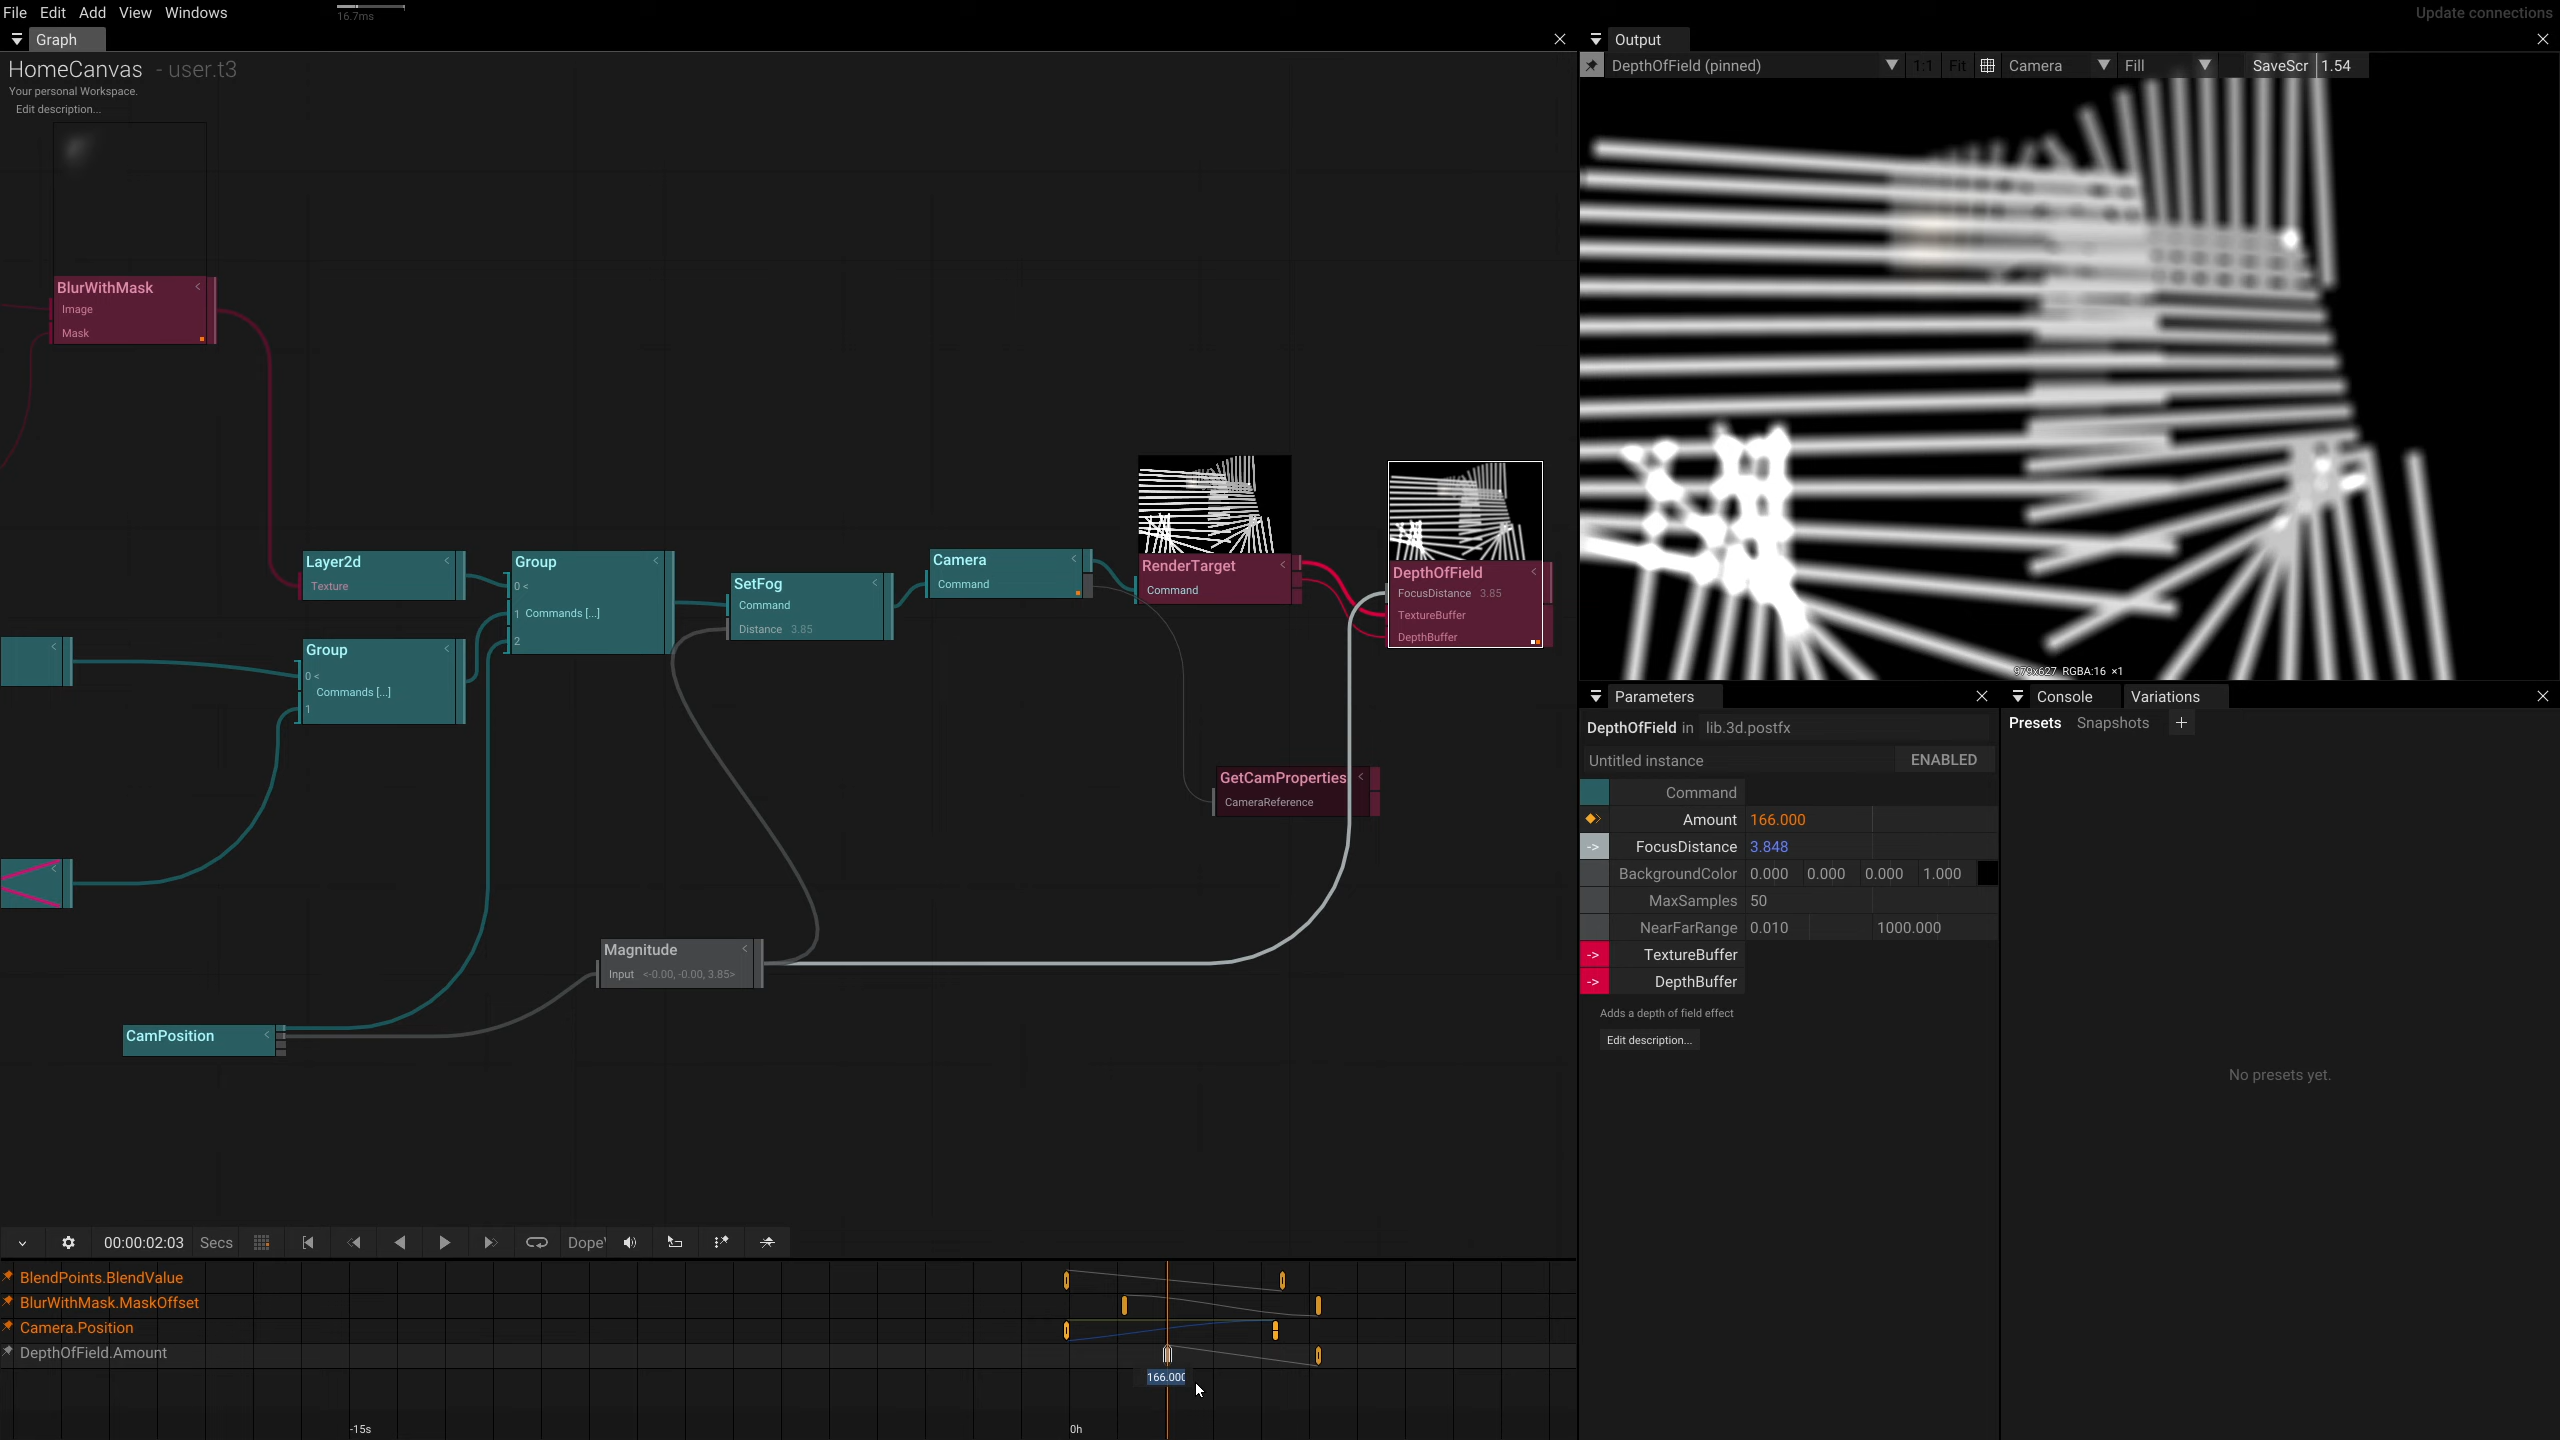 File Edit Add View Windows
16.7ms
Update connections
Graph
HomeCanvas - user.t3
Your personal Workspace.
Edit description...
BlurWithMask
Image
Mask
Layer2d
Texture
Group
0 <
1 Commands [...]
2
Group
0 <
Commands [...]
1
SetFog
Command
Distance 3.85
Camera
Command
RenderTarget
Command
DepthOfField
FocusDistance 3.85
TextureBuffer
DepthBuffer
GetCamProperties
CameraReference
Magnitude
Input <-0.00, -0.00, 3.85>
CamPosition
Output
DepthOfField (pinned) 1:1 Fit Camera Fill SaveScr 1.54
979x627 RGBA:16 ×1
Parameters
DepthOfField in lib.3d.postfx
Untitled instance ENABLED
Command
Amount 166.000
-> FocusDistance 3.848
BackgroundColor 0.000 0.000 0.000 1.000
MaxSamples 50
NearFarRange 0.010 1000.000
-> TextureBuffer
-> DepthBuffer
Adds a depth of field effect
Edit description...
Console Variations
Presets Snapshots +
No presets yet.
00:00:02:03 Secs Dope
BlendPoints.BlendValue
BlurWithMask.MaskOffset
Camera.Position
DepthOfField.Amount
166.000
-15s 0h